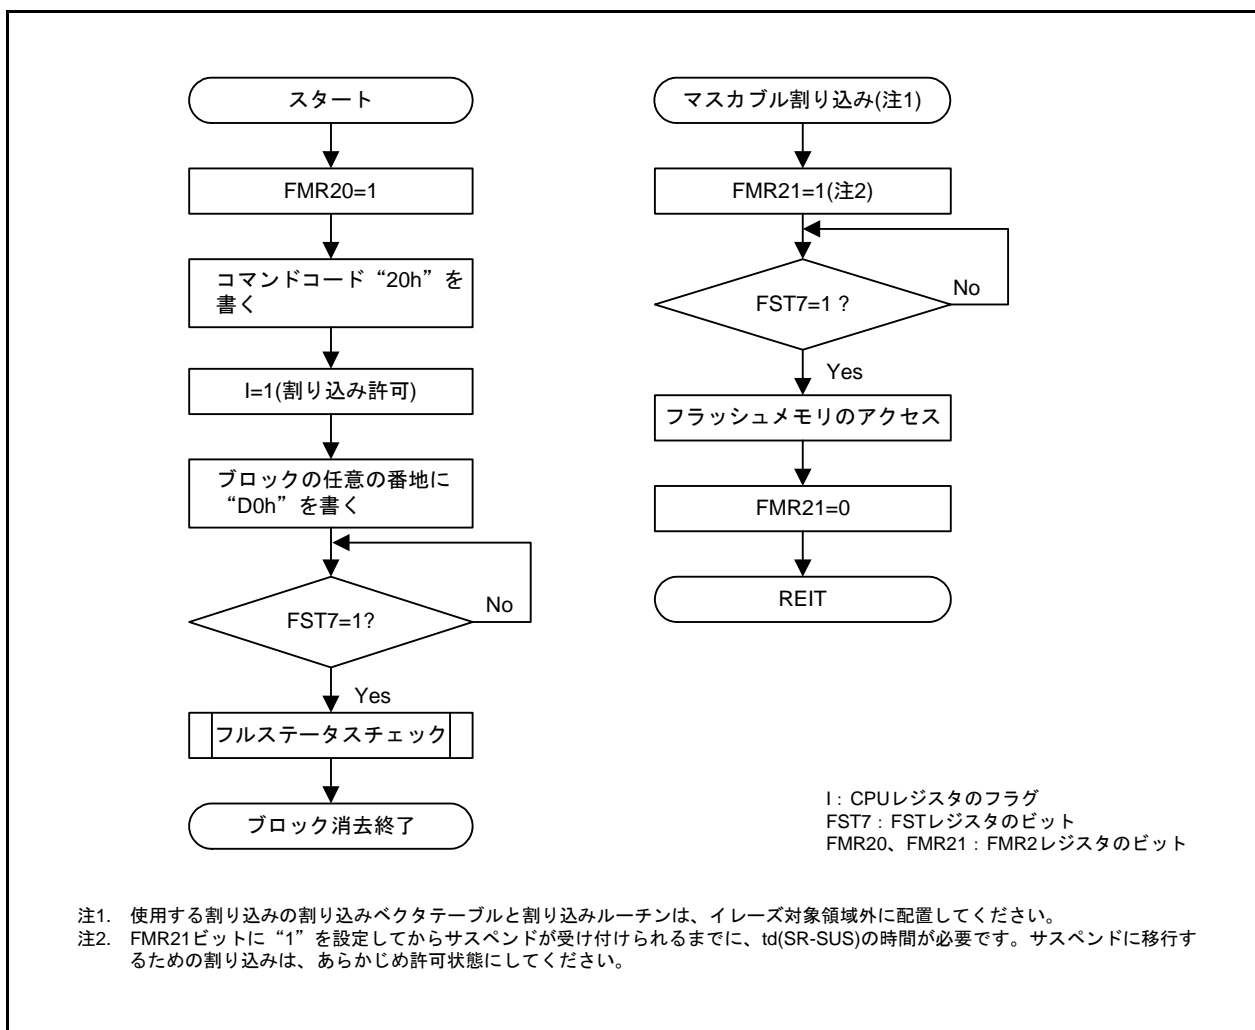 スタート
FMR20=1
コマンドコード“20h”を
書く
I=1(割り込み許可)
ブロックの任意の番地に
“D0h”を書く
FST7=1?
No
Yes
フルステータスチェック
ブロック消去終了
マスカブル割り込み(注1)
FMR21=1(注2)
FST7=1 ?
No
Yes
フラッシュメモリのアクセス
FMR21=0
REIT
I：CPUレジスタのフラグ
FST7：FSTレジスタのビット
FMR20、FMR21：FMR2レジスタのビット
注1. 使用する割り込みの割り込みベクタテーブルと割り込みルーチンは、イレーズ対象領域外に配置してください。
注2. FMR21ビットに“1”を設定してからサスペンドが受け付けられるまでに、td(SR-SUS)の時間が必要です。サスペンドに移行す
るための割り込みは、あらかじめ許可状態にしてください。